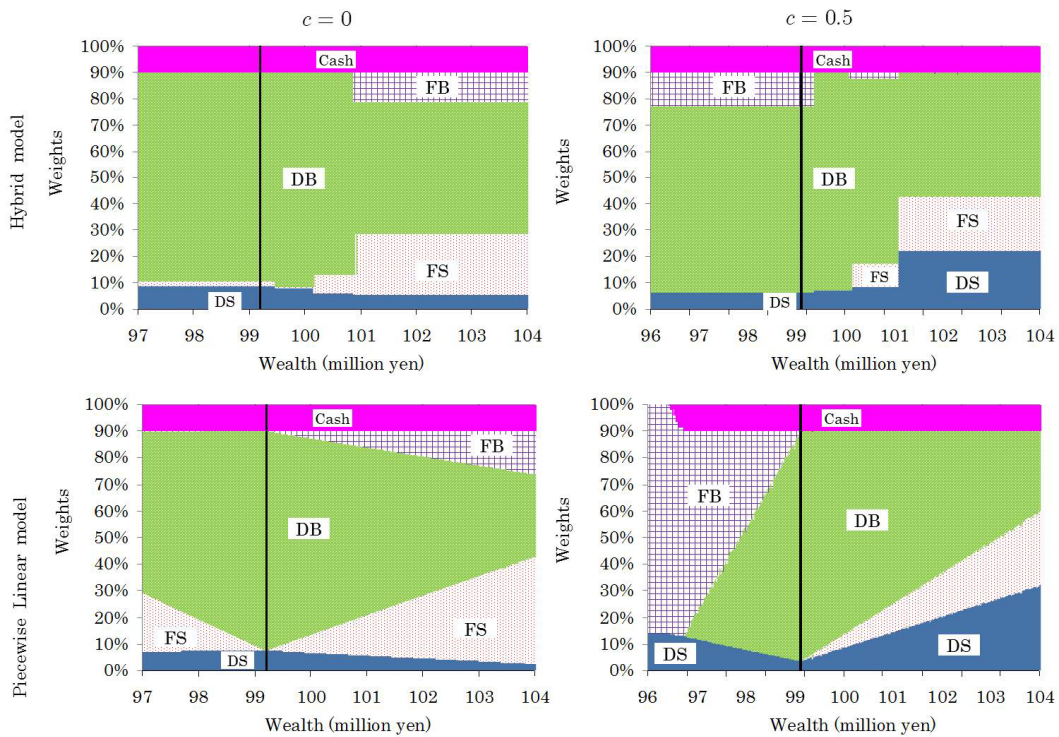 c = 0
c = 0.5
Hybrid model
Weights
100%
90%
80%
70%
60%
50%
40%
30%
20%
10%
0%
Cash
FB
DB
FS
DS
97 98 99 100 101 102 103 104
Wealth (million yen)
Weights
100%
90%
80%
70%
60%
50%
40%
30%
20%
10%
0%
Cash
FB
DB
FS
FS
DS
DS
96 97 98 99 100 101 102 103 104
Wealth (million yen)
Piecewise Linear model
Weights
100%
90%
80%
70%
60%
50%
40%
30%
20%
10%
0%
Cash
FB
DB
FS
FS
DS
97 98 99 100 101 102 103 104
Wealth (million yen)
Weights
100%
90%
80%
70%
60%
50%
40%
30%
20%
10%
0%
Cash
FB
DB
DS
DS
96 97 98 99 100 101 102 103 104
Wealth (million yen)